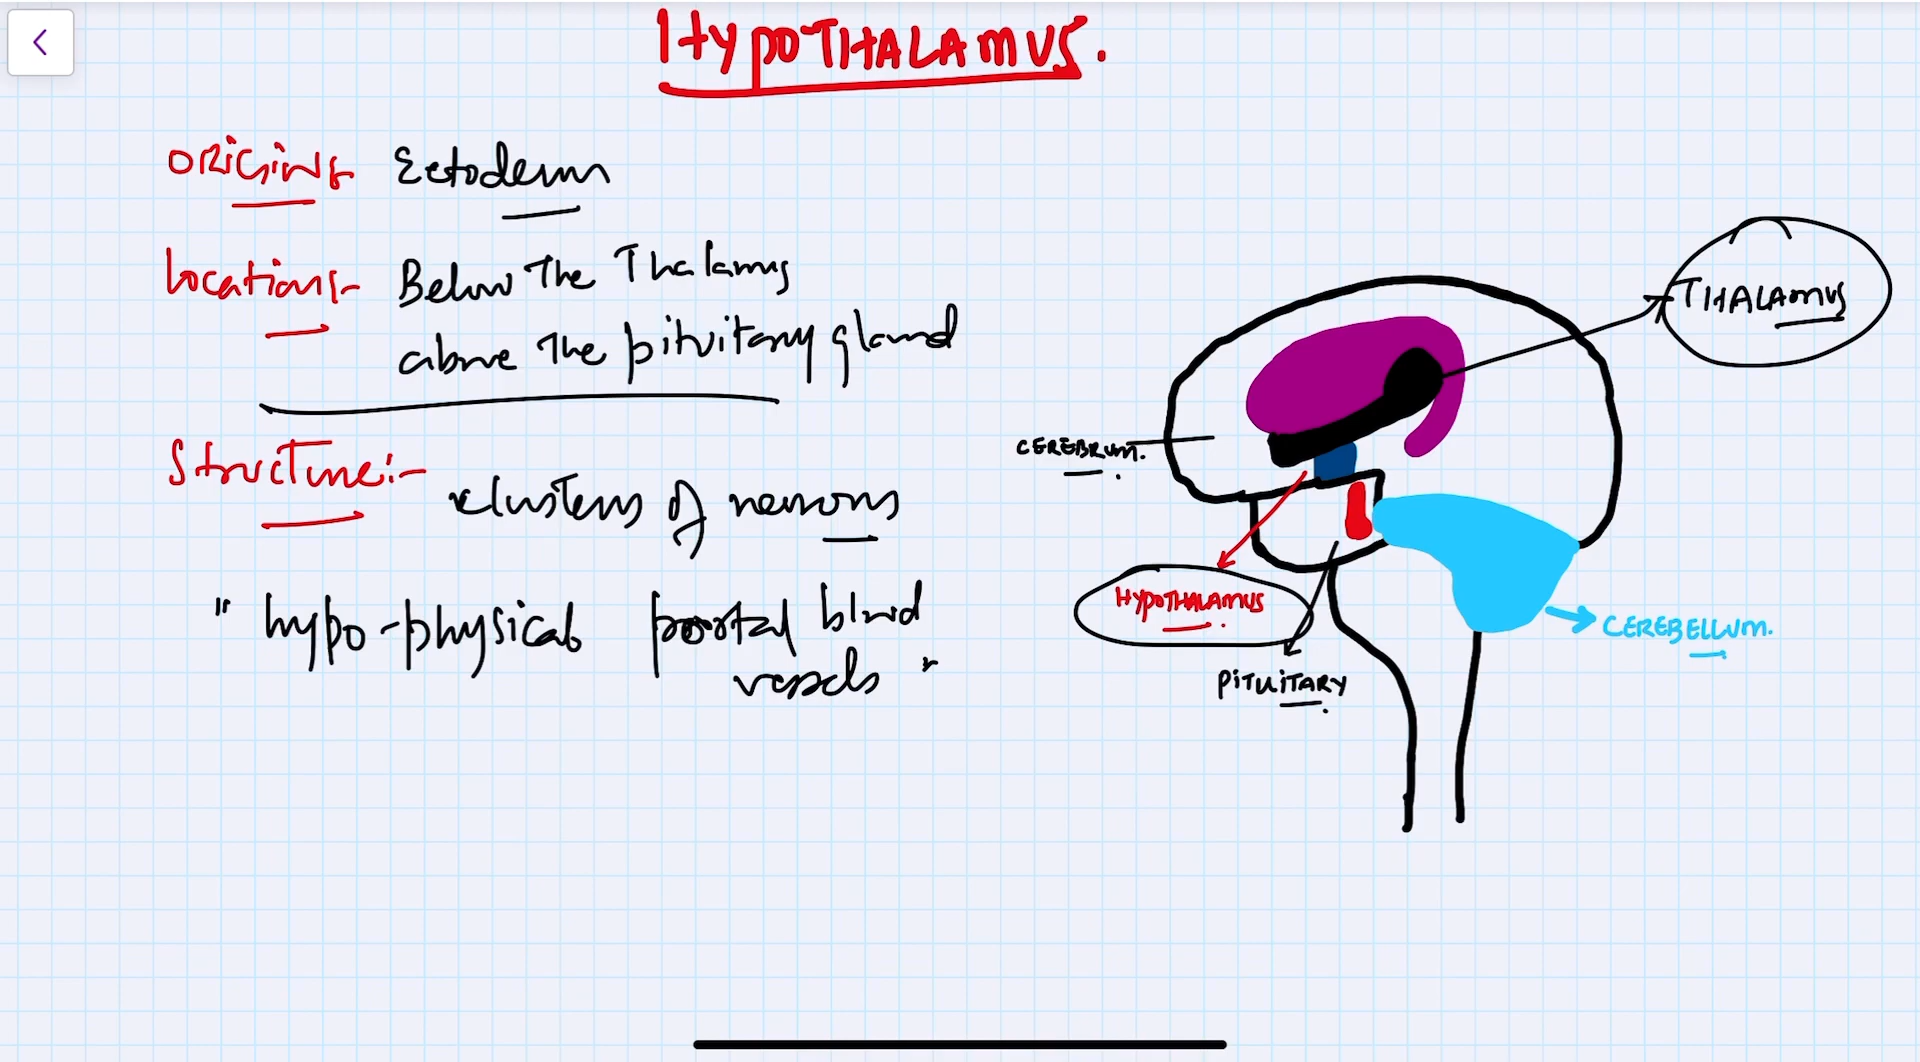 HYPOTHALAMUS.
ORIGIN:- Ectoderm
Location:- Below The Thalamus
above The pituitary gland
Structure:-
clusters of neurons
" hypo-physical portal blood
vessels "
THALAMUS
CEREBRUM.
HYPOTHALAMUS.
PITUITARY.
CEREBELLUM.